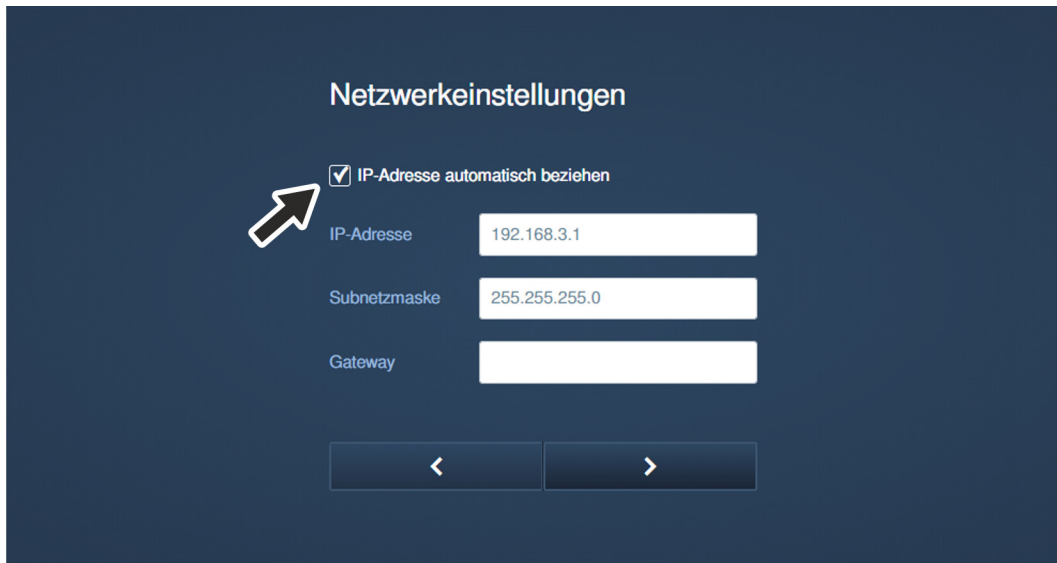 Netzwerkeinstellungen
IP-Adresse automatisch beziehen
IP-Adresse 192.168.3.1
Subnetzmaske 255.255.255.0
Gateway